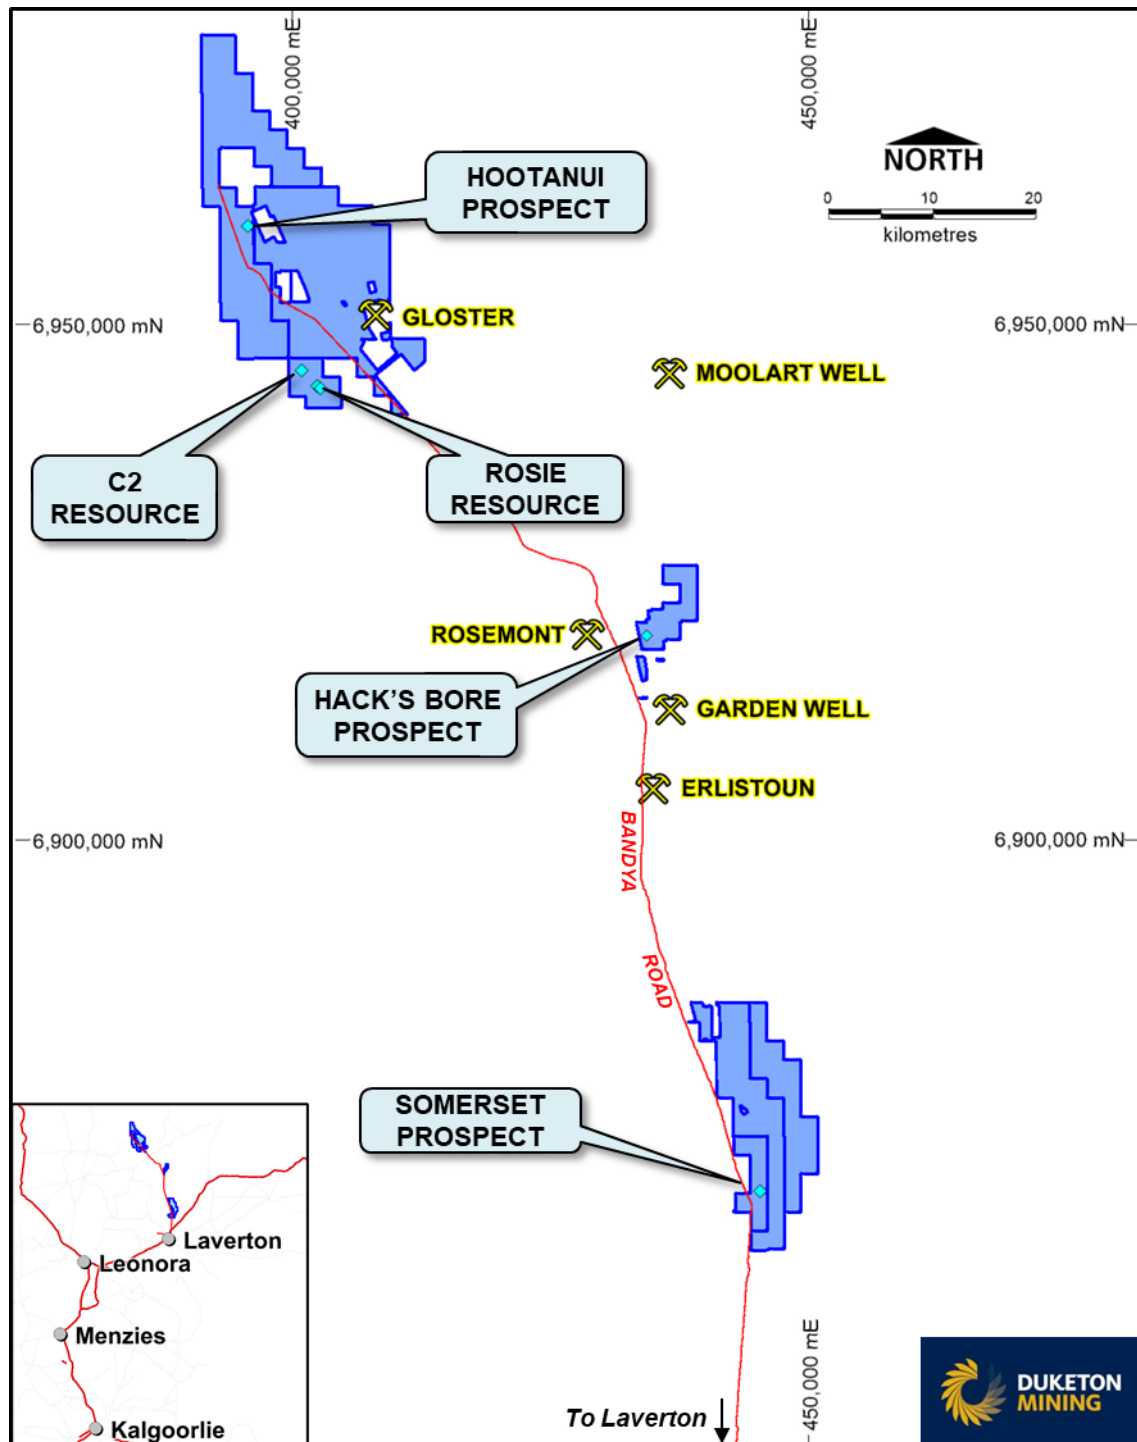 400,000 mE
450,000 mE
NORTH
0 10 20
kilometres
HOOTANUI
PROSPECT
GLOSTER
6,950,000 mN
6,950,000 mN
MOOLART WELL
C2
RESOURCE
ROSIE
RESOURCE
ROSEMONT
HACK'S BORE
PROSPECT
GARDEN WELL
ERLISTOUN
BANDYA
6,900,000 mN
6,900,000 mN
ROAD
SOMERSET
PROSPECT
Laverton
Leonora
Menzies
Kalgoorlie
To Laverton
450,000 mE
DUKETON
MINING